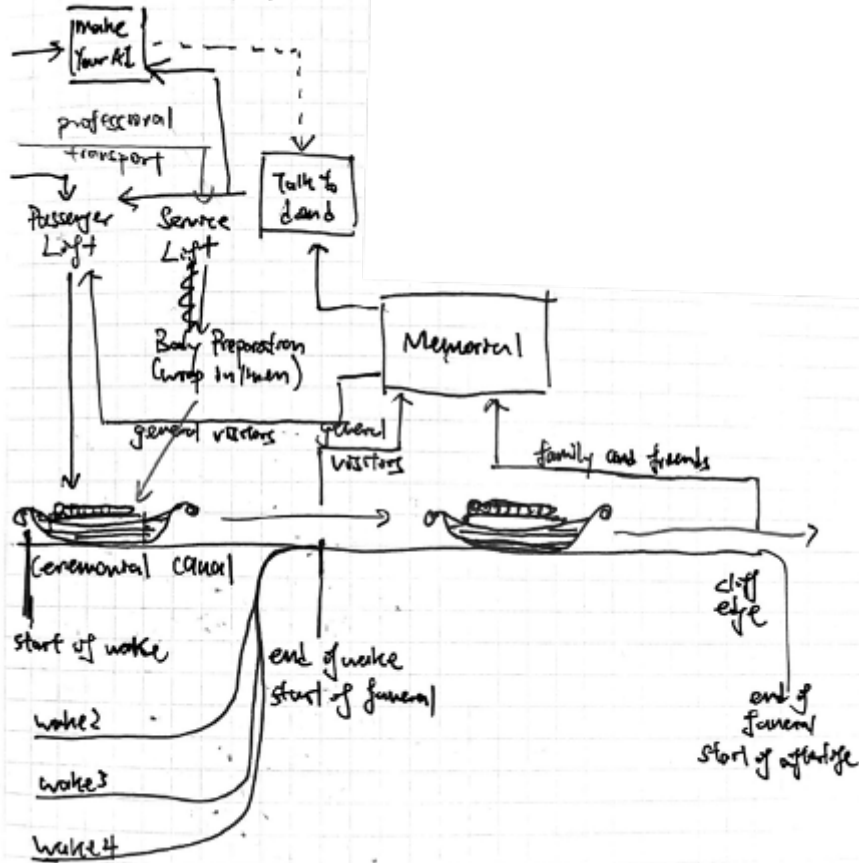 make
Your AI
professional
transport
Talk to
dead
Passenger
Lift
Service
Lift
Body Preparation
(wrap in linen)
Memorial
general visitors
general
visitors
family and friends
Ceremonial canal
cliff
edge
start of wake
end of wake
start of funeral
end of
funeral
start of afterlife
wake2
wake3
wake4